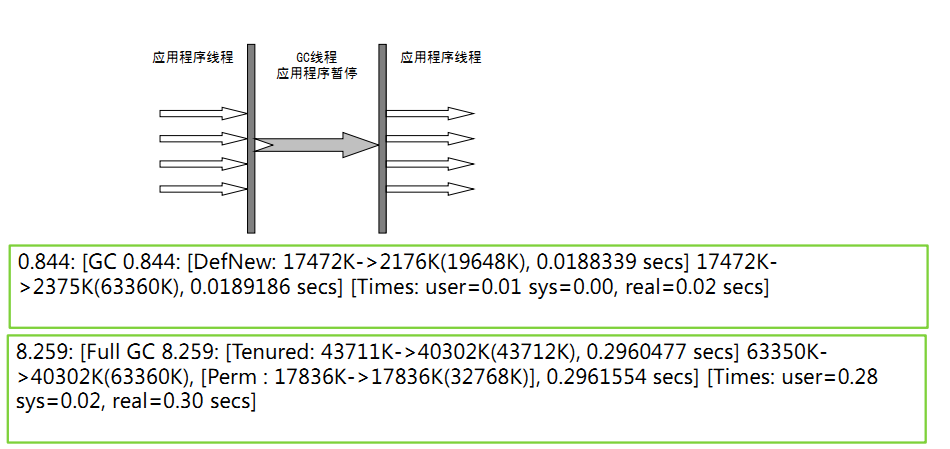 应用程序线程
GC线程
应用程序暂停
应用程序线程
0.844: [GC 0.844: [DefNew: 17472K->2176K(19648K), 0.0188339 secs] 17472K-
>2375K(63360K), 0.0189186 secs] [Times: user=0.01 sys=0.00, real=0.02 secs]
8.259: [Full GC 8.259: [Tenured: 43711K->40302K(43712K), 0.2960477 secs] 63350K-
>40302K(63360K), [Perm : 17836K->17836K(32768K)], 0.2961554 secs] [Times: user=0.28
sys=0.02, real=0.30 secs]